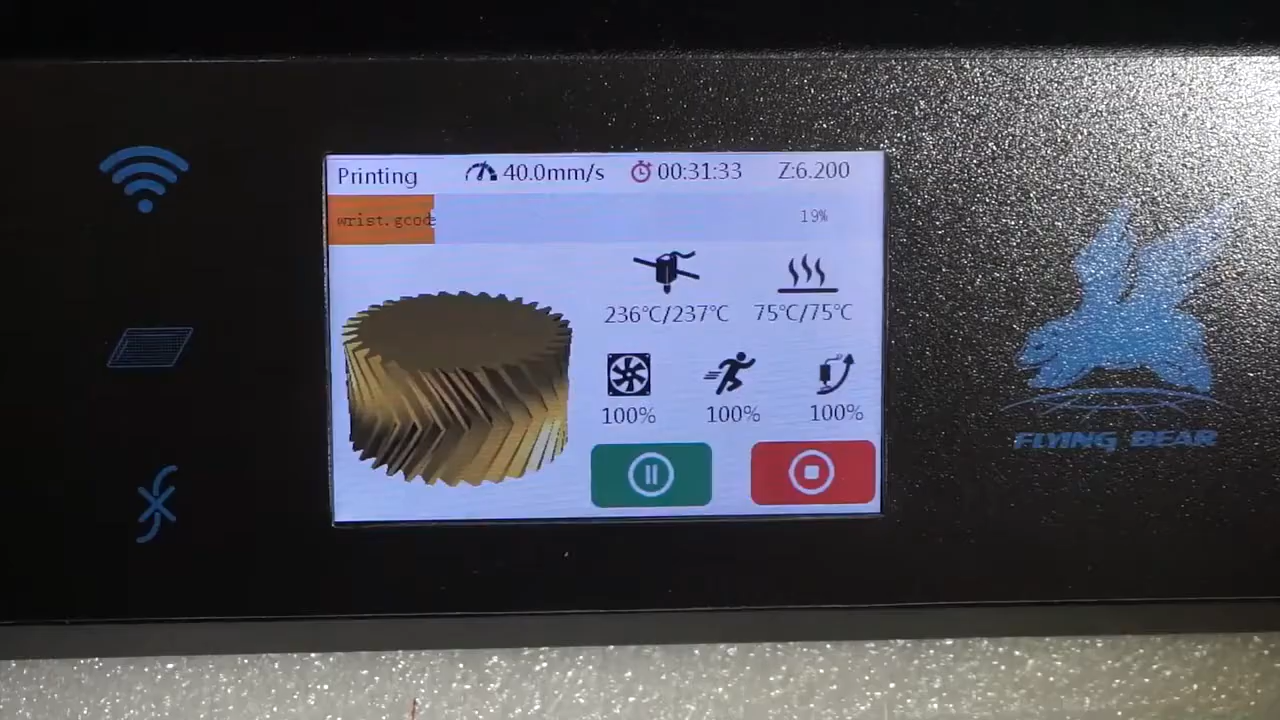 Printing 40.0mm/s 00:31:33 Z:6.200
wrist.gcode 19%
236℃/237℃ 75℃/75℃
100% 100% 100%
FLYING BEAR